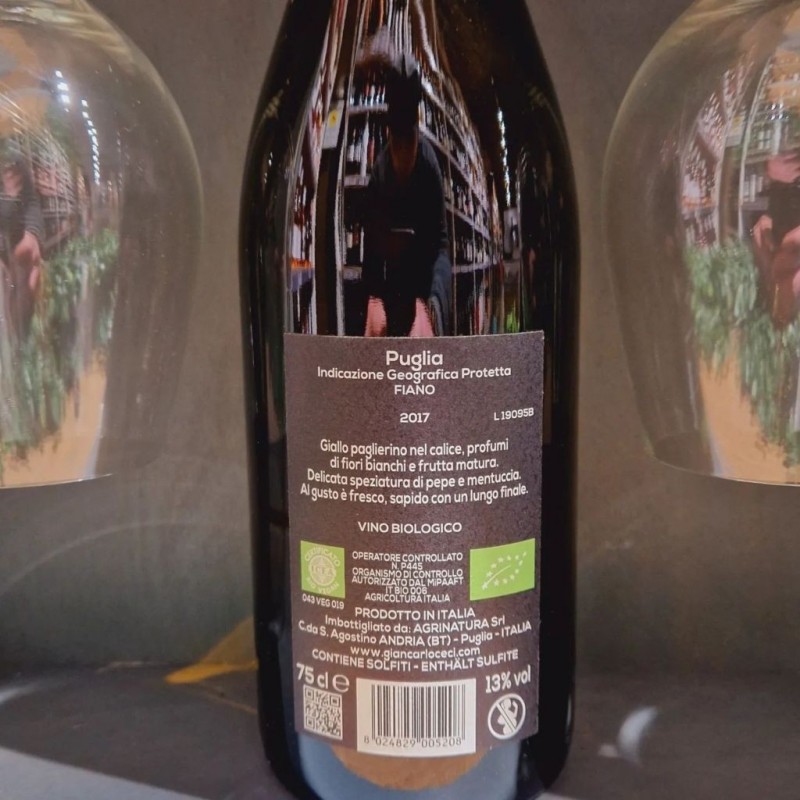 Puglia
Indicazione Geografica Protetta
FIANO
2017
L 19095B
Giallo paglierino nel calice, profumi
di fiori bianchi e frutta matura.
Delicata speziatura di pepe e mentuccia.
Al gusto è fresco, sapido con un lungo finale.
VINO BIOLOGICO
OPERATORE CONTROLLATO
N. P445
ORGANISMO DI CONTROLLO
AUTORIZZATO DAL MIPAAFT
IT BIO 006
AGRICOLTURA ITALIA
043 VEG 019
PRODOTTO IN ITALIA
Imbottigliato da: AGRINATURA Srl
C.da S. Agostino ANDRIA (BT) - Puglia - ITALIA
www.giancarloceci.com
CONTIENE SOLFITI - ENTHÄLT SULFITE
75 cl e
13% vol
8 024829 005208